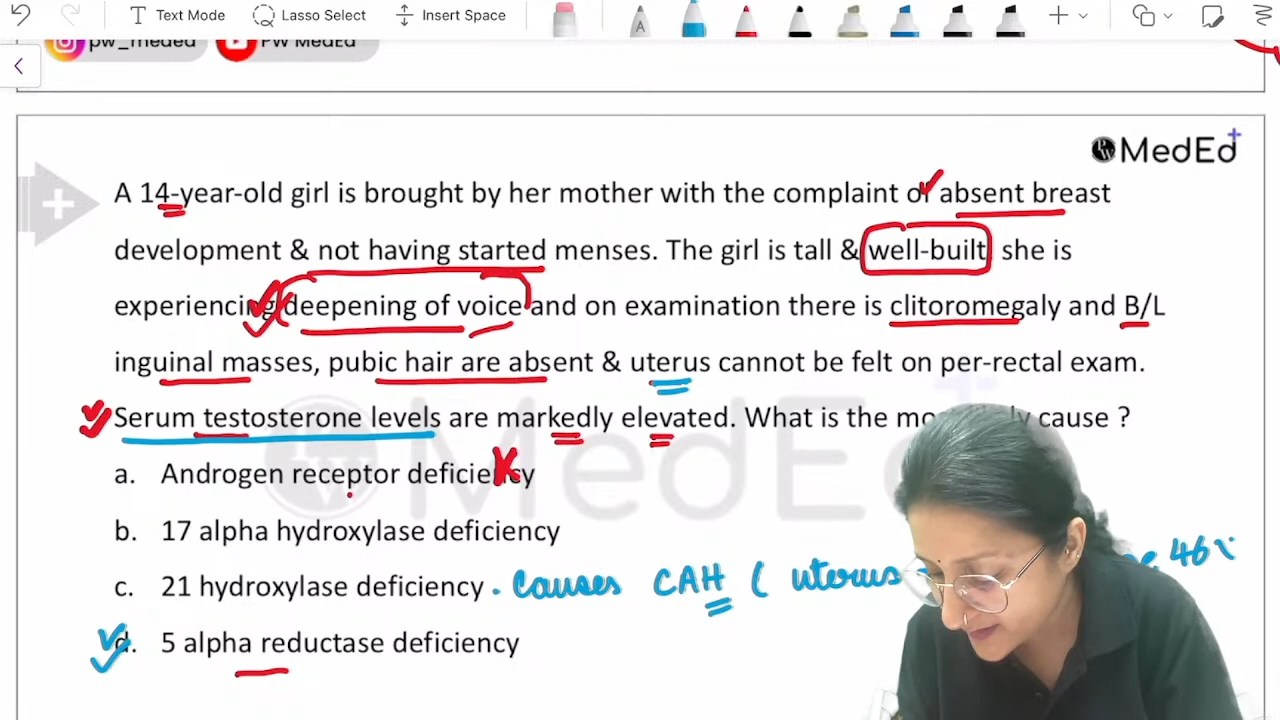 Text Mode Lasso Select Insert Space
pw_meded PW MedEd
MedEd
A 14-year-old girl is brought by her mother with the complaint of absent breast
development & not having started menses. The girl is tall & well-built she is
experiencing deepening of voice and on examination there is clitoromegaly and B/L
inguinal masses, pubic hair are absent & uterus cannot be felt on per-rectal exam.
Serum testosterone levels are markedly elevated. What is the cause ?
a. Androgen receptor deficiency
b. 17 alpha hydroxylase deficiency
c. 21 hydroxylase deficiency . Causes CAH ( uterus 46
d. 5 alpha reductase deficiency